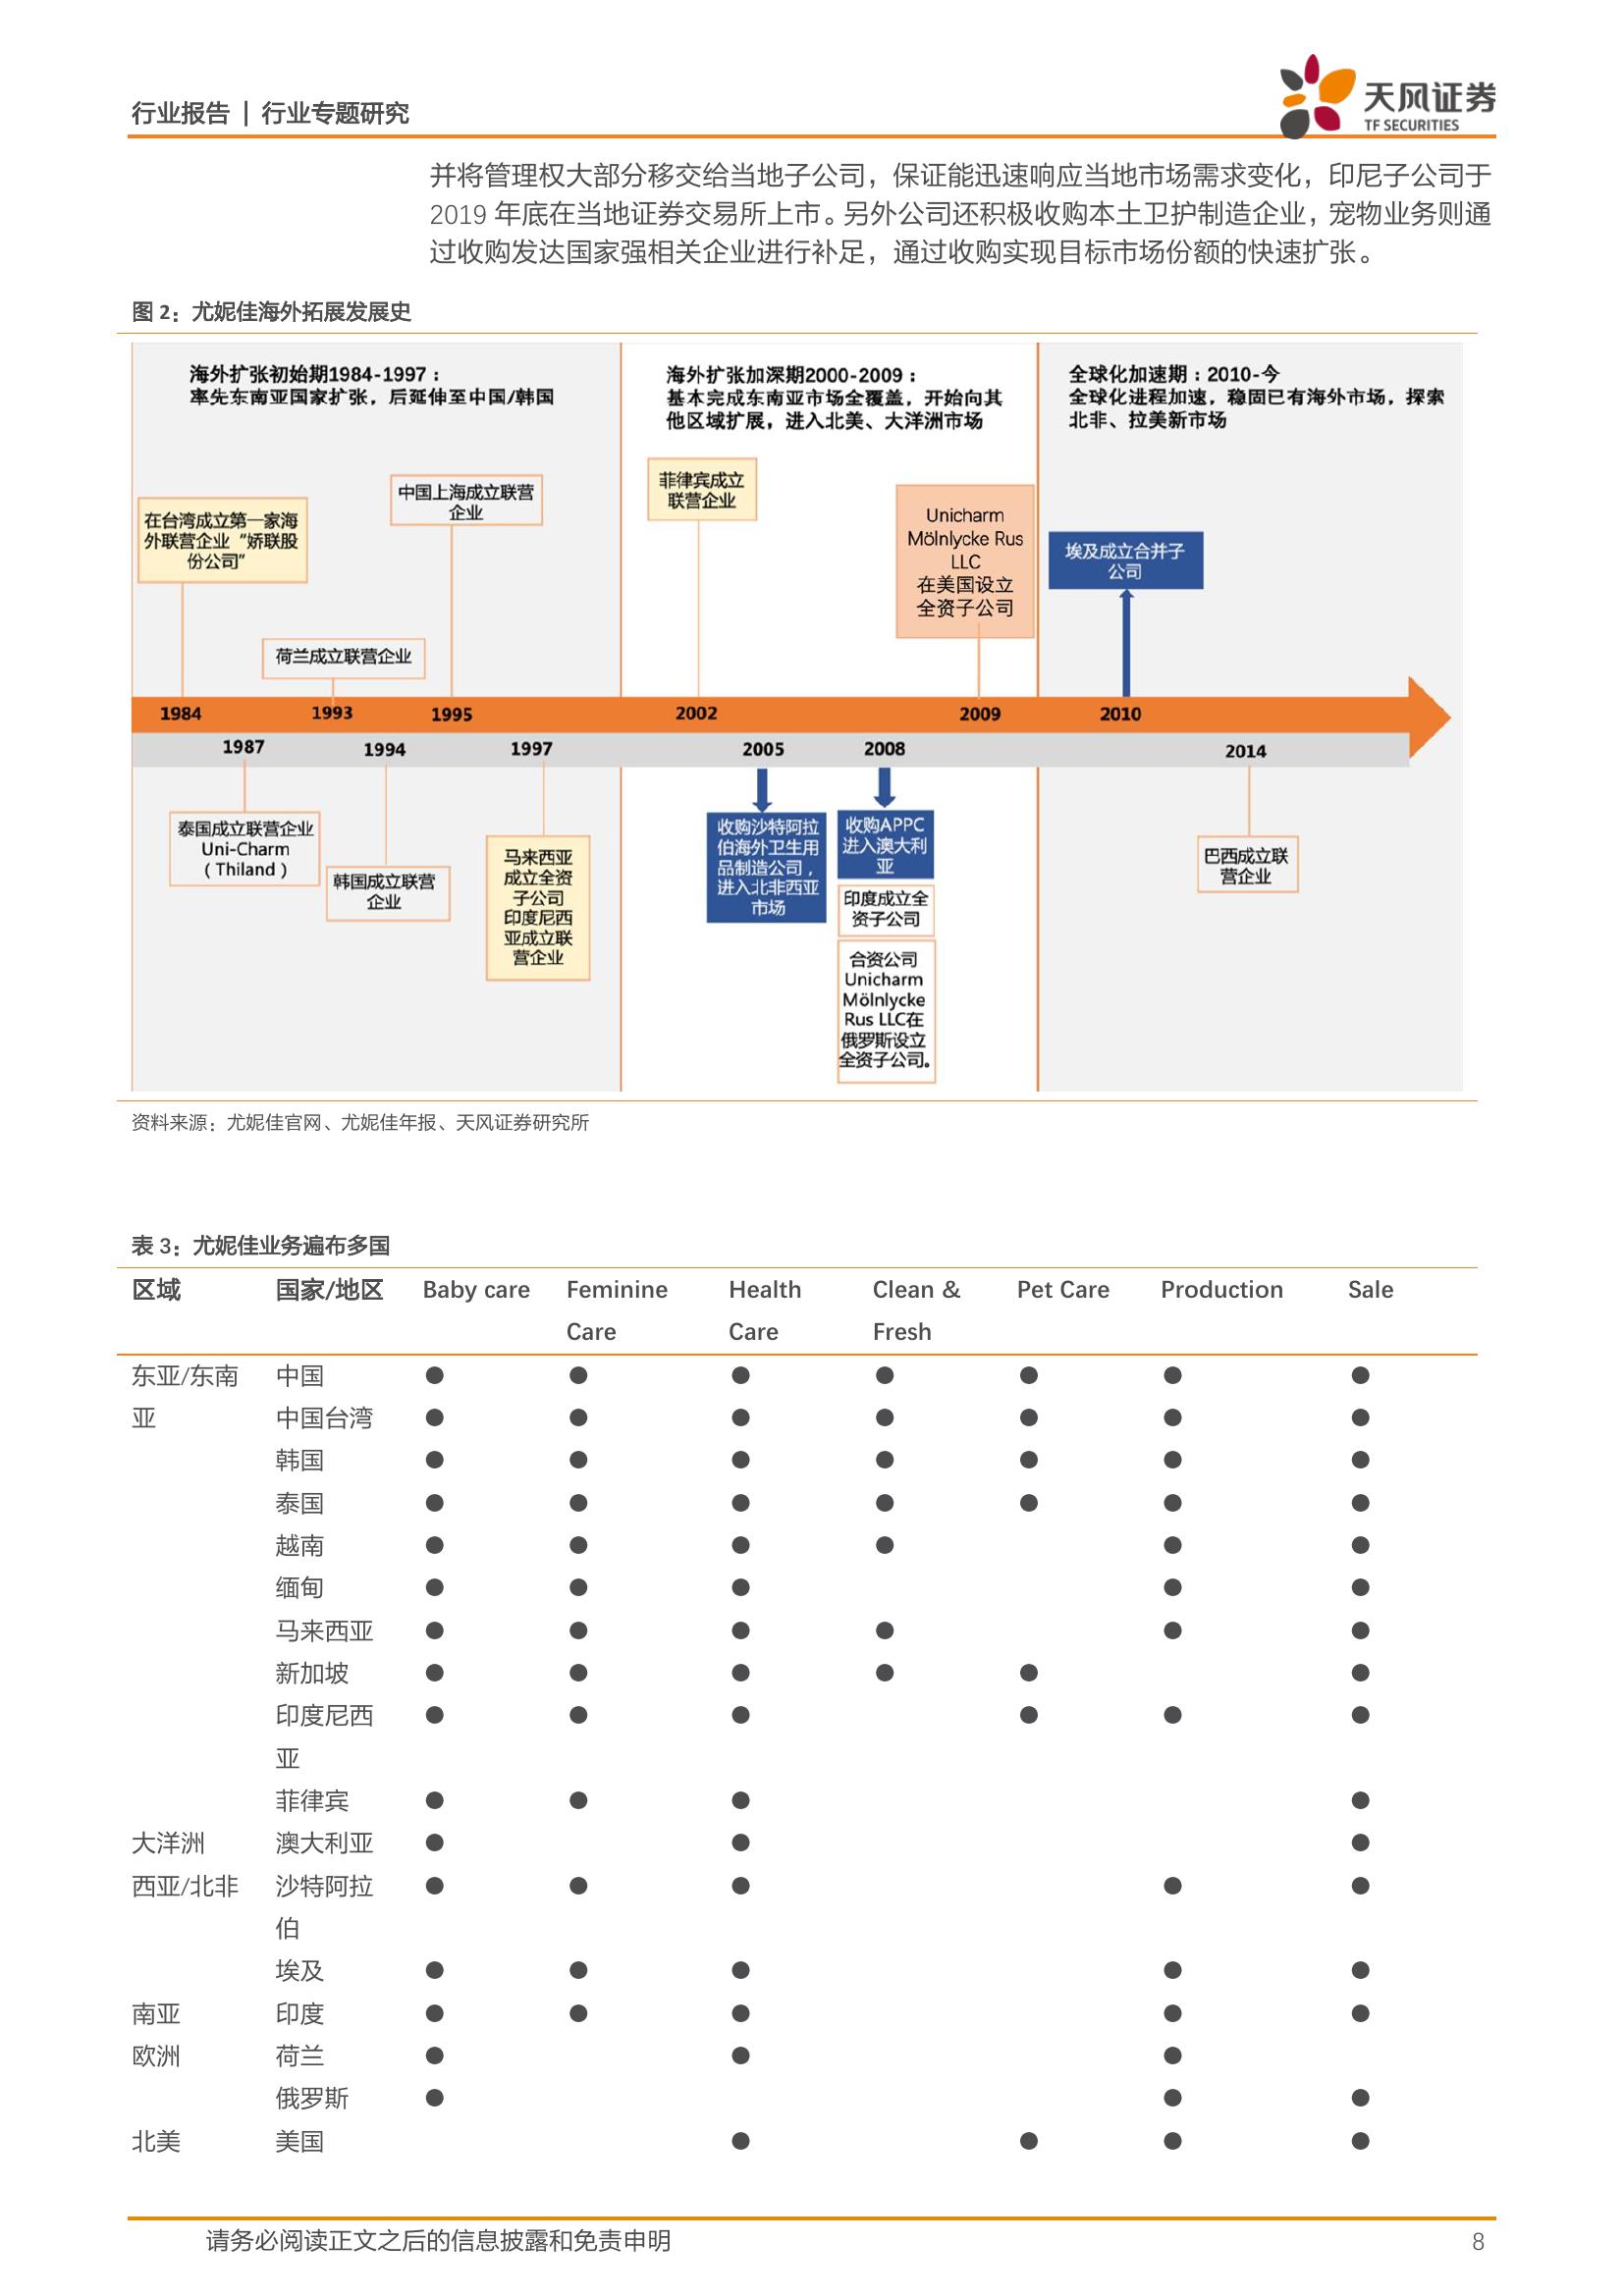 行业报告 | 行业专题研究
天风证券
TF SECURITIES
并将管理权大部分移交给当地子公司，保证能迅速响应当地市场需求变化，印尼子公司于
2019 年底在当地证券交易所上市。另外公司还积极收购本土卫护制造企业，宠物业务则通
过收购发达国家强相关企业进行补足，通过收购实现目标市场份额的快速扩张。
图 2：尤妮佳海外拓展发展史
海外扩张初始期1984-1997：
率先东南亚国家扩张，后延伸至中国/韩国
海外扩张加深期2000-2009：
基本完成东南亚市场全覆盖，开始向其
他区域扩展，进入北美、大洋洲市场
全球化加速期：2010-今
全球化进程加速，稳固已有海外市场，探索
北非、拉美新市场
在台湾成立第一家海
外联营企业“娇联股
份公司”
荷兰成立联营企业
中国上海成立联营
企业
菲律宾成立
联营企业
Unicharm
Mölnlycke Rus
LLC
在美国设立
全资子公司
埃及成立合并子
公司
1984
1993
1995
2002
2009
2010
1987
1994
1997
2005
2008
2014
泰国成立联营企业
Uni-Charm
（Thiland）
韩国成立联营
企业
马来西亚
成立全资
子公司
印度尼西
亚成立联
营企业
收购沙特阿拉
伯海外卫生用
品制造公司，
进入北非西亚
市场
收购APPC
进入澳大利
亚
印度成立全
资子公司
合资公司
Unicharm
Mölnlycke
Rus LLC在
俄罗斯设立
全资子公司。
巴西成立联
营企业
资料来源：尤妮佳官网、尤妮佳年报、天风证券研究所
表 3：尤妮佳业务遍布多国
区域 国家/地区 Baby care Feminine Health Clean & Pet Care Production Sale
Care Care Fresh
东亚/东南 中国 ● ● ● ● ● ● ●
亚 中国台湾 ● ● ● ● ● ● ●
韩国 ● ● ● ● ● ● ●
泰国 ● ● ● ● ● ● ●
越南 ● ● ● ● ● ●
缅甸 ● ● ● ● ●
马来西亚 ● ● ● ● ● ●
新加坡 ● ● ● ● ● ●
印度尼西 ● ● ● ● ● ●
亚
菲律宾 ● ● ● ●
大洋洲 澳大利亚 ● ● ●
西亚/北非 沙特阿拉 ● ● ● ● ●
伯
埃及 ● ● ● ● ●
南亚 印度 ● ● ● ● ●
欧洲 荷兰 ● ● ●
俄罗斯 ● ● ●
北美 美国 ● ● ● ●
请务必阅读正文之后的信息披露和免责申明 8